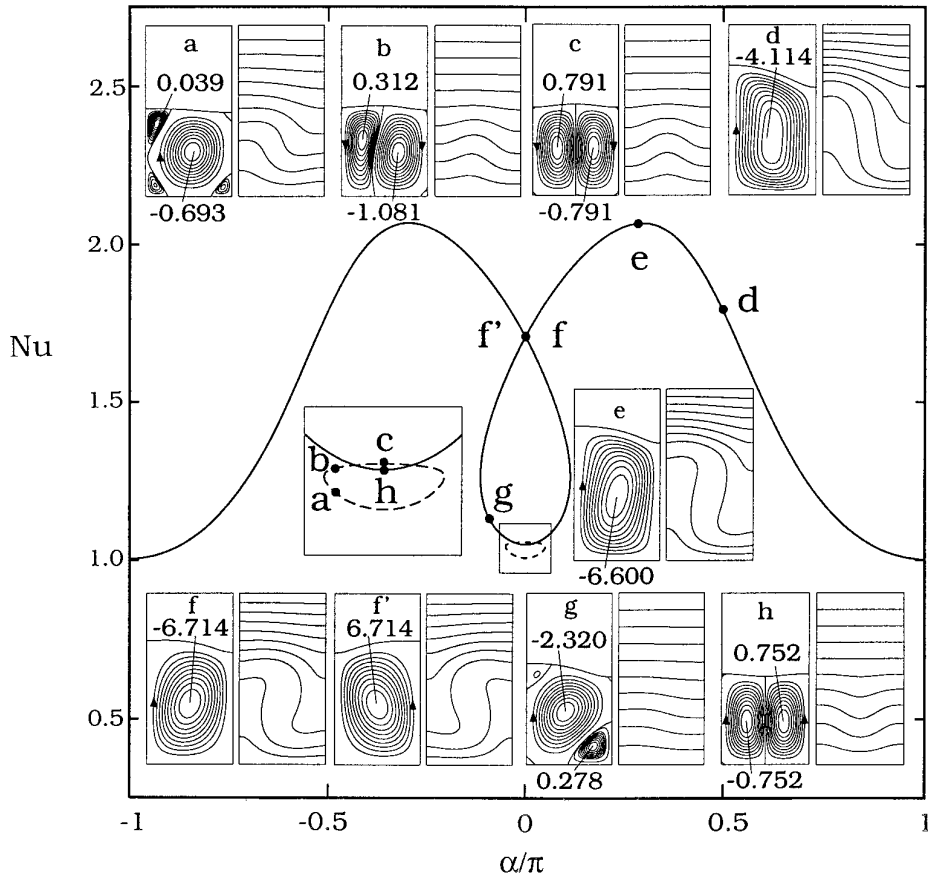 a
0.039
-0.693
b
0.312
-1.081
c
0.791
-0.791
d
-4.114
2.5
2.0
1.5
1.0
0.5
Nu
e
d
f' f
b
c
a
h
g
e
-6.600
f
-6.714
f'
6.714
g
-2.320
0.278
h
0.752
-0.752
-1
-0.5
0
0.5
1
α/π